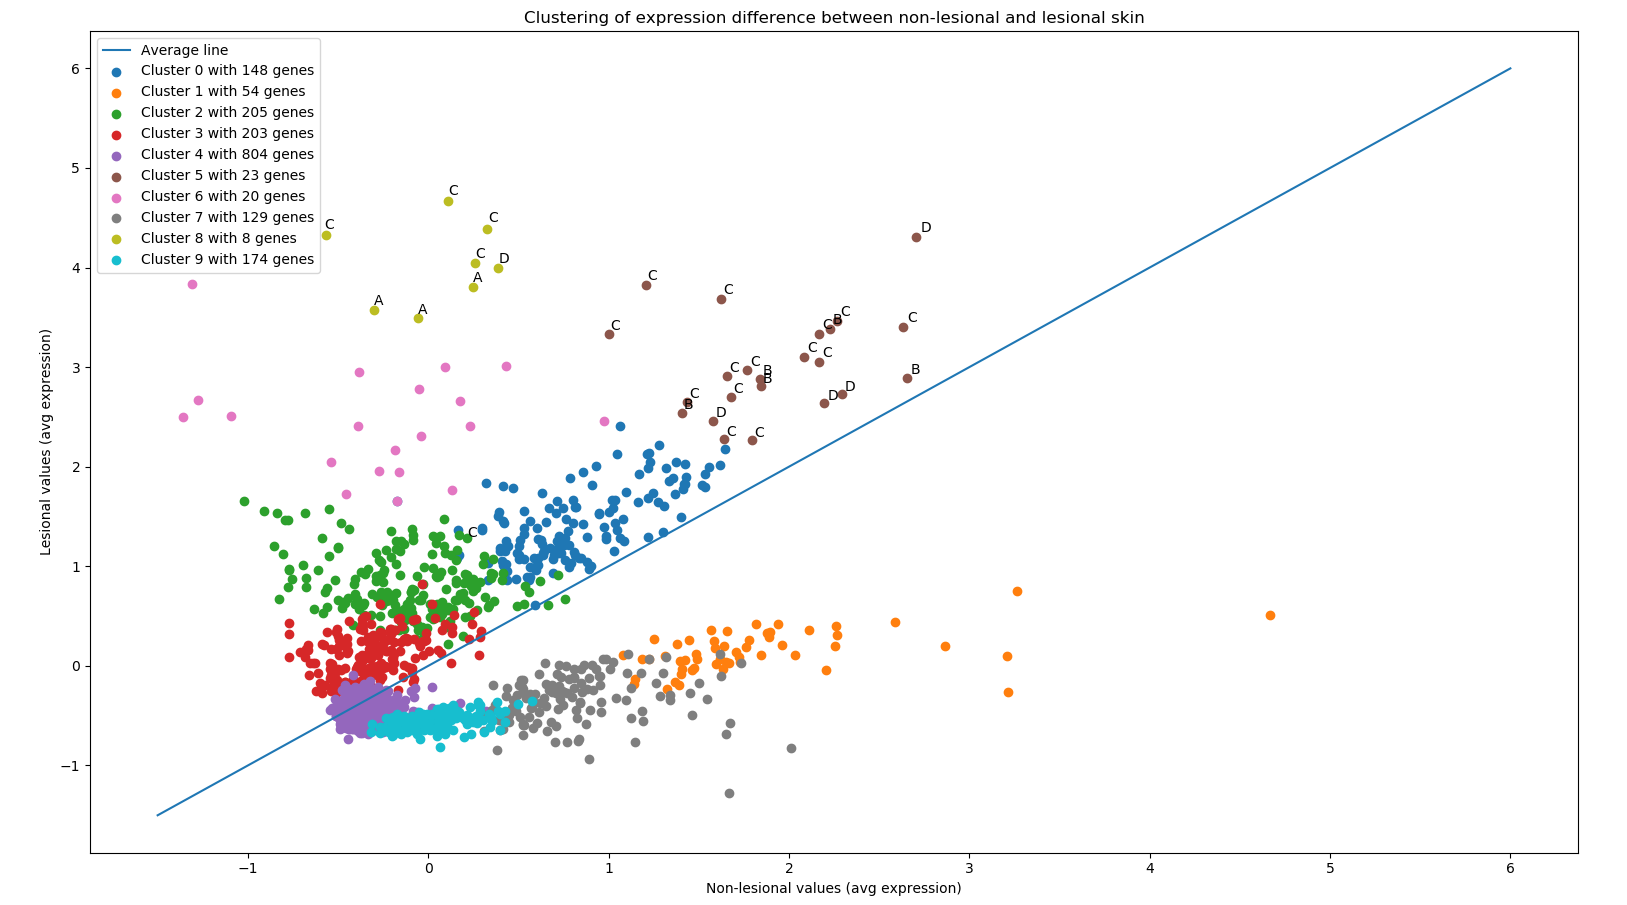 Clustering of expression difference between non-lesional and lesional skin
Average line
Cluster 0 with 148 genes
Cluster 1 with 54 genes
Cluster 2 with 205 genes
Cluster 3 with 203 genes
Cluster 4 with 804 genes
Cluster 5 with 23 genes
Cluster 6 with 20 genes
Cluster 7 with 129 genes
Cluster 8 with 8 genes
Cluster 9 with 174 genes
Lesional values (avg expression)
6
5
4
3
2
1
0
−1
C
C
C
D
C
C
D
A
C
A
C
A
C
B
C
C
C
C
C
C
C
B
B
B
D
C
C
D
B
D
C
C
C
−1
0
1
2
3
4
5
6
Non-lesional values (avg expression)